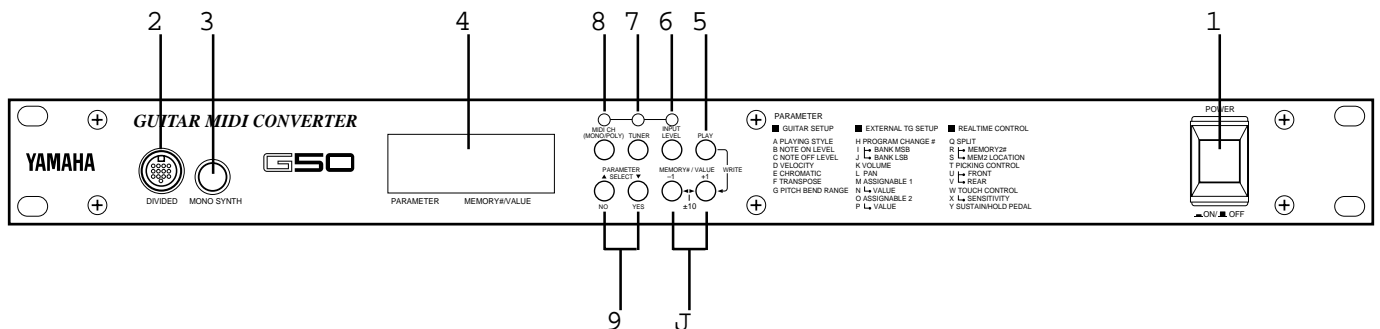 2 3 4 8 7 6 5 1
GUITAR MIDI CONVERTER
YAMAHA
G50
DIVIDED
MONO SYNTH
PARAMETER MEMORY#/VALUE
MIDI CH
(MONO/POLY)
TUNER
INPUT
LEVEL
PLAY
PARAMETER
▲ SELECT ▼
MEMORY# / VALUE
–1 +1
WRITE
±10
NO YES
9 J
PARAMETER
■ GUITAR SETUP
A PLAYING STYLE
B NOTE ON LEVEL
C NOTE OFF LEVEL
D VELOCITY
E CHROMATIC
F TRANSPOSE
G PITCH BEND RANGE
■ EXTERNAL TG SETUP
H PROGRAM CHANGE #
I BANK MSB
J BANK LSB
K VOLUME
L PAN
M ASSIGNABLE 1
N VALUE
O ASSIGNABLE 2
P VALUE
■ REALTIME CONTROL
Q SPLIT
R MEMORY2#
S MEM2 LOCATION
T PICKING CONTROL
U FRONT
V REAR
W TOUCH CONTROL
X SENSITIVITY
Y SUSTAIN/HOLD PEDAL
POWER
ON/ OFF